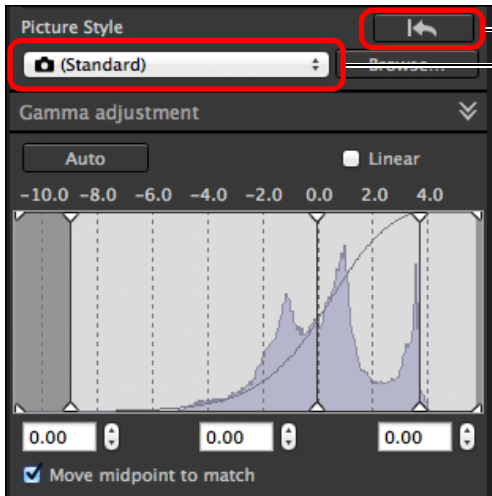 Picture Style
(Standard)
Browse...
Gamma adjustment
Auto
Linear
-10.0 -8.0 -6.0 -4.0 -2.0 0.0 2.0 4.0
0.00 0.00 0.00
Move midpoint to match